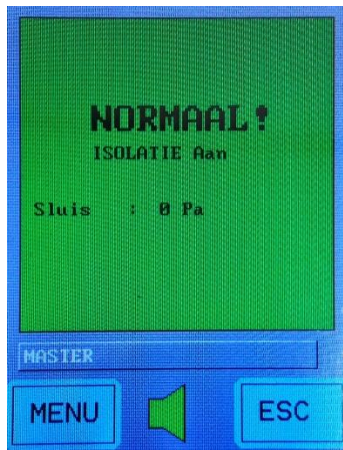 NORMAAL!
ISOLATIE Aan
Sluis : 0 Pa
MASTER
MENU ESC